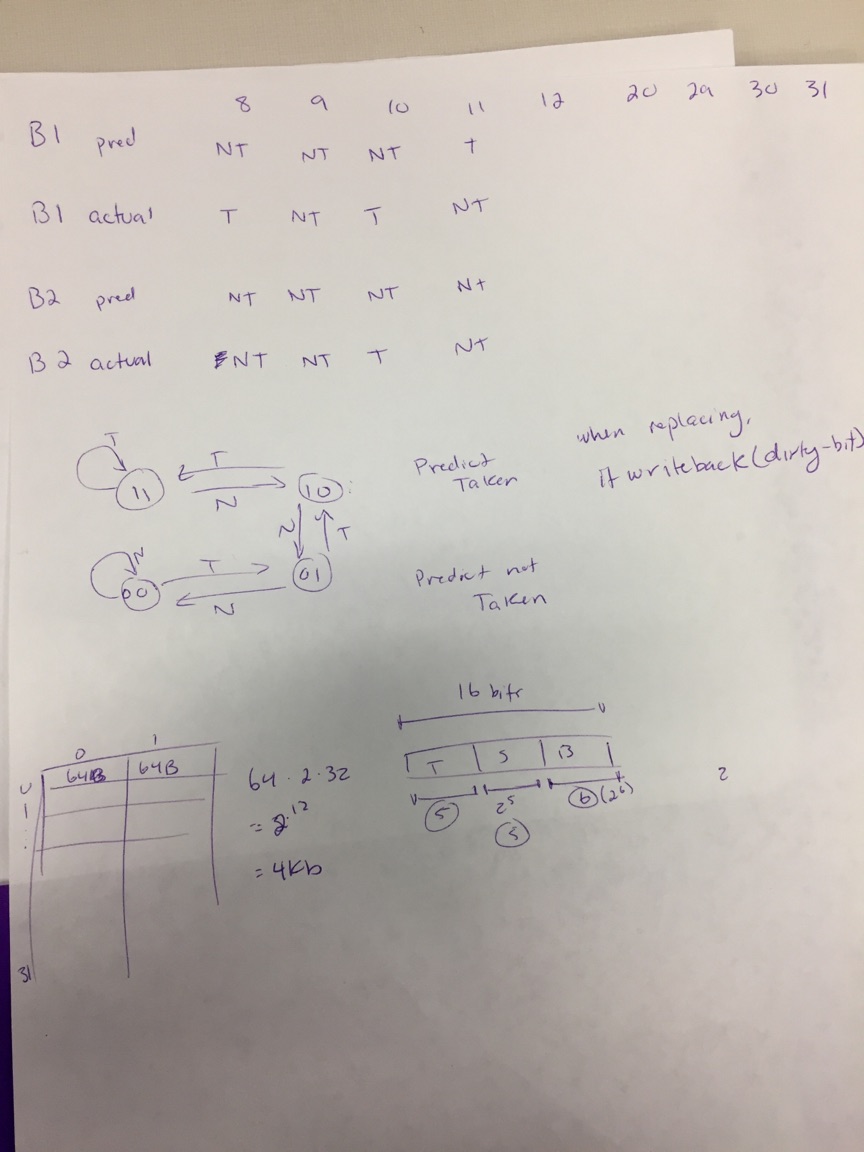 8 9 10 11 12 20 29 30 31
B1 pred NT NT NT T
B1 actual T NT T NT
B2 pred NT NT NT Nt
B2 actual NT NT T NT
when replacing,
if writeback (dirty-bit)
T
T
11
10
N
N
T
Predict
Taken
N
T
00
01
N
Predict not
Taken
16 bits
T S B
5
2^5
5
6 (2^6)
2
0 1
64B 64B
0
1
:
31
64 · 2 · 32
= 2^12
= 4Kb